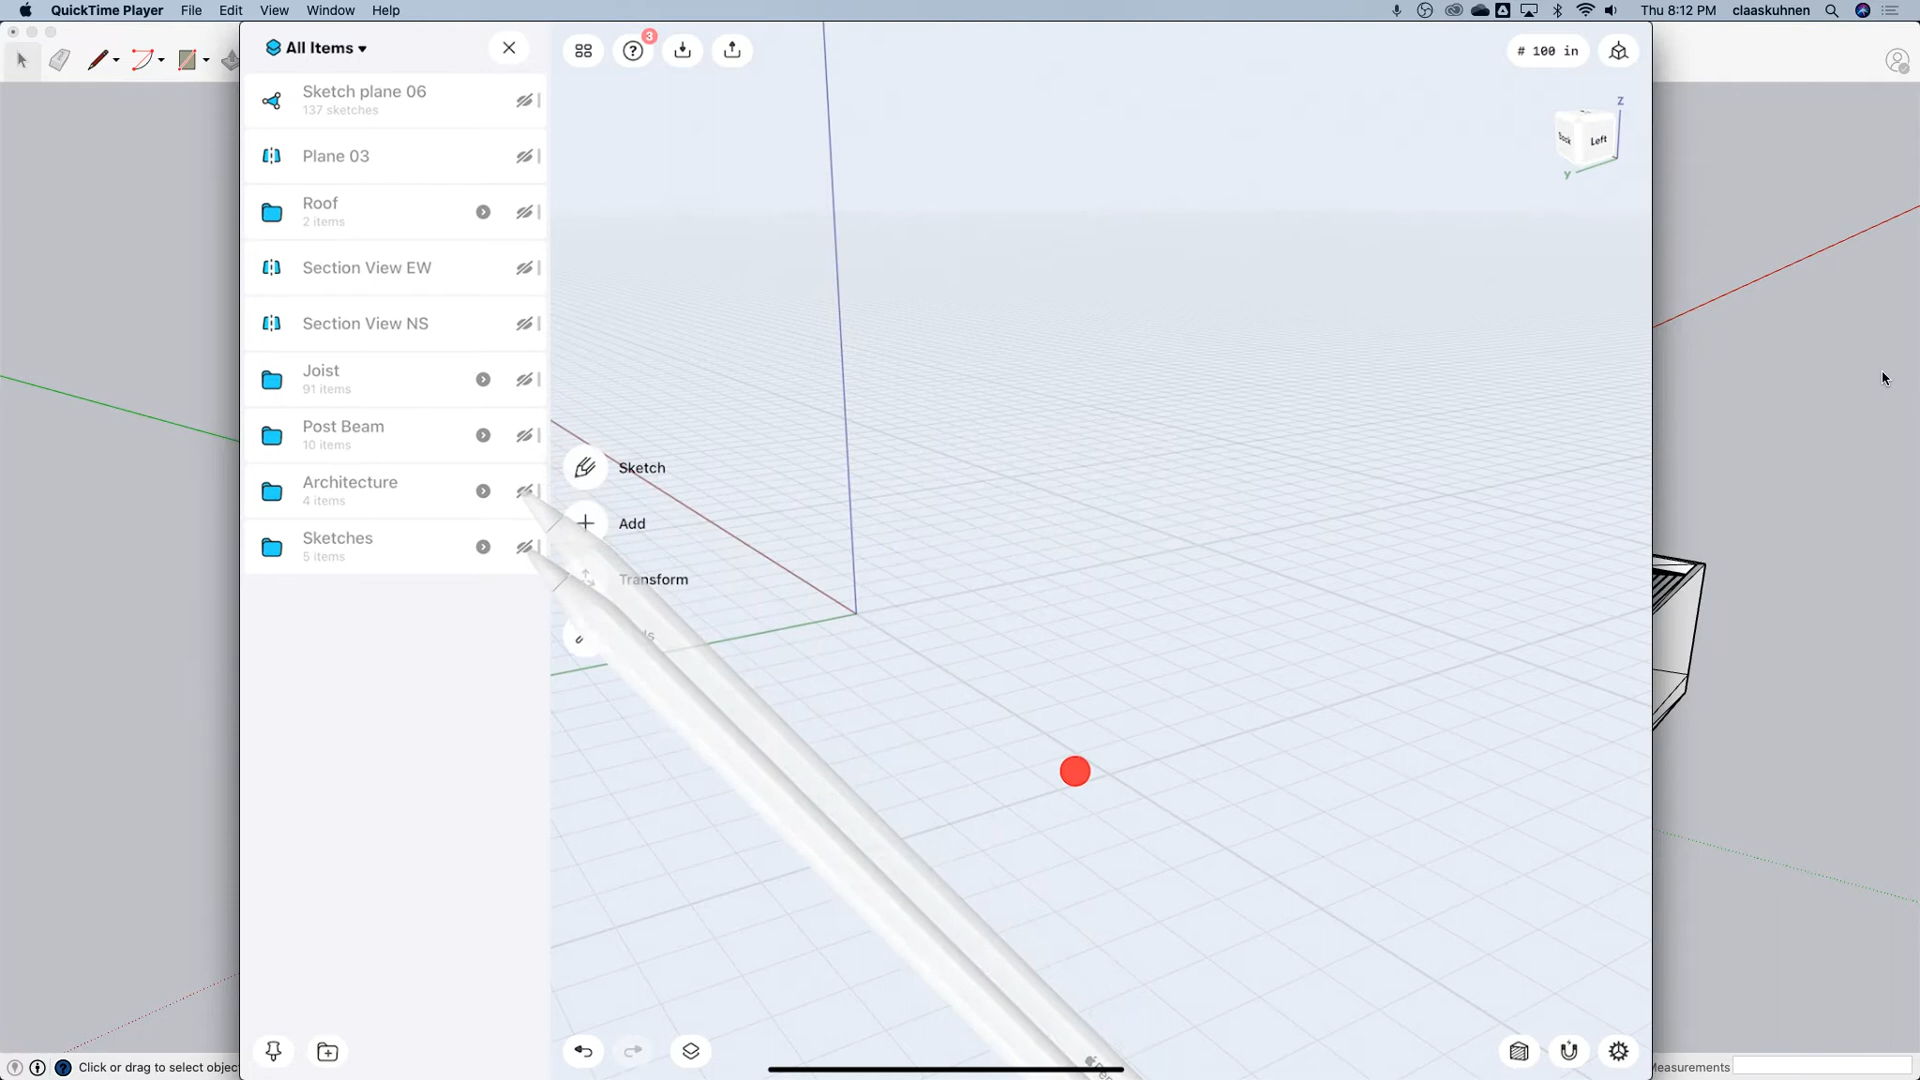 QuickTime Player File Edit View Window Help
Thu 8:12 PM claaskuhnen
All Items
3
# 100 in
Sketch plane 06
137 sketches
Z
Back
Left
y
Plane 03
Roof
2 items
Section View EW
Section View NS
Joist
91 items
Post Beam
10 items
Sketch
Architecture
4 items
Add
Sketches
5 items
Transform
Click or drag to select objec
Measurements